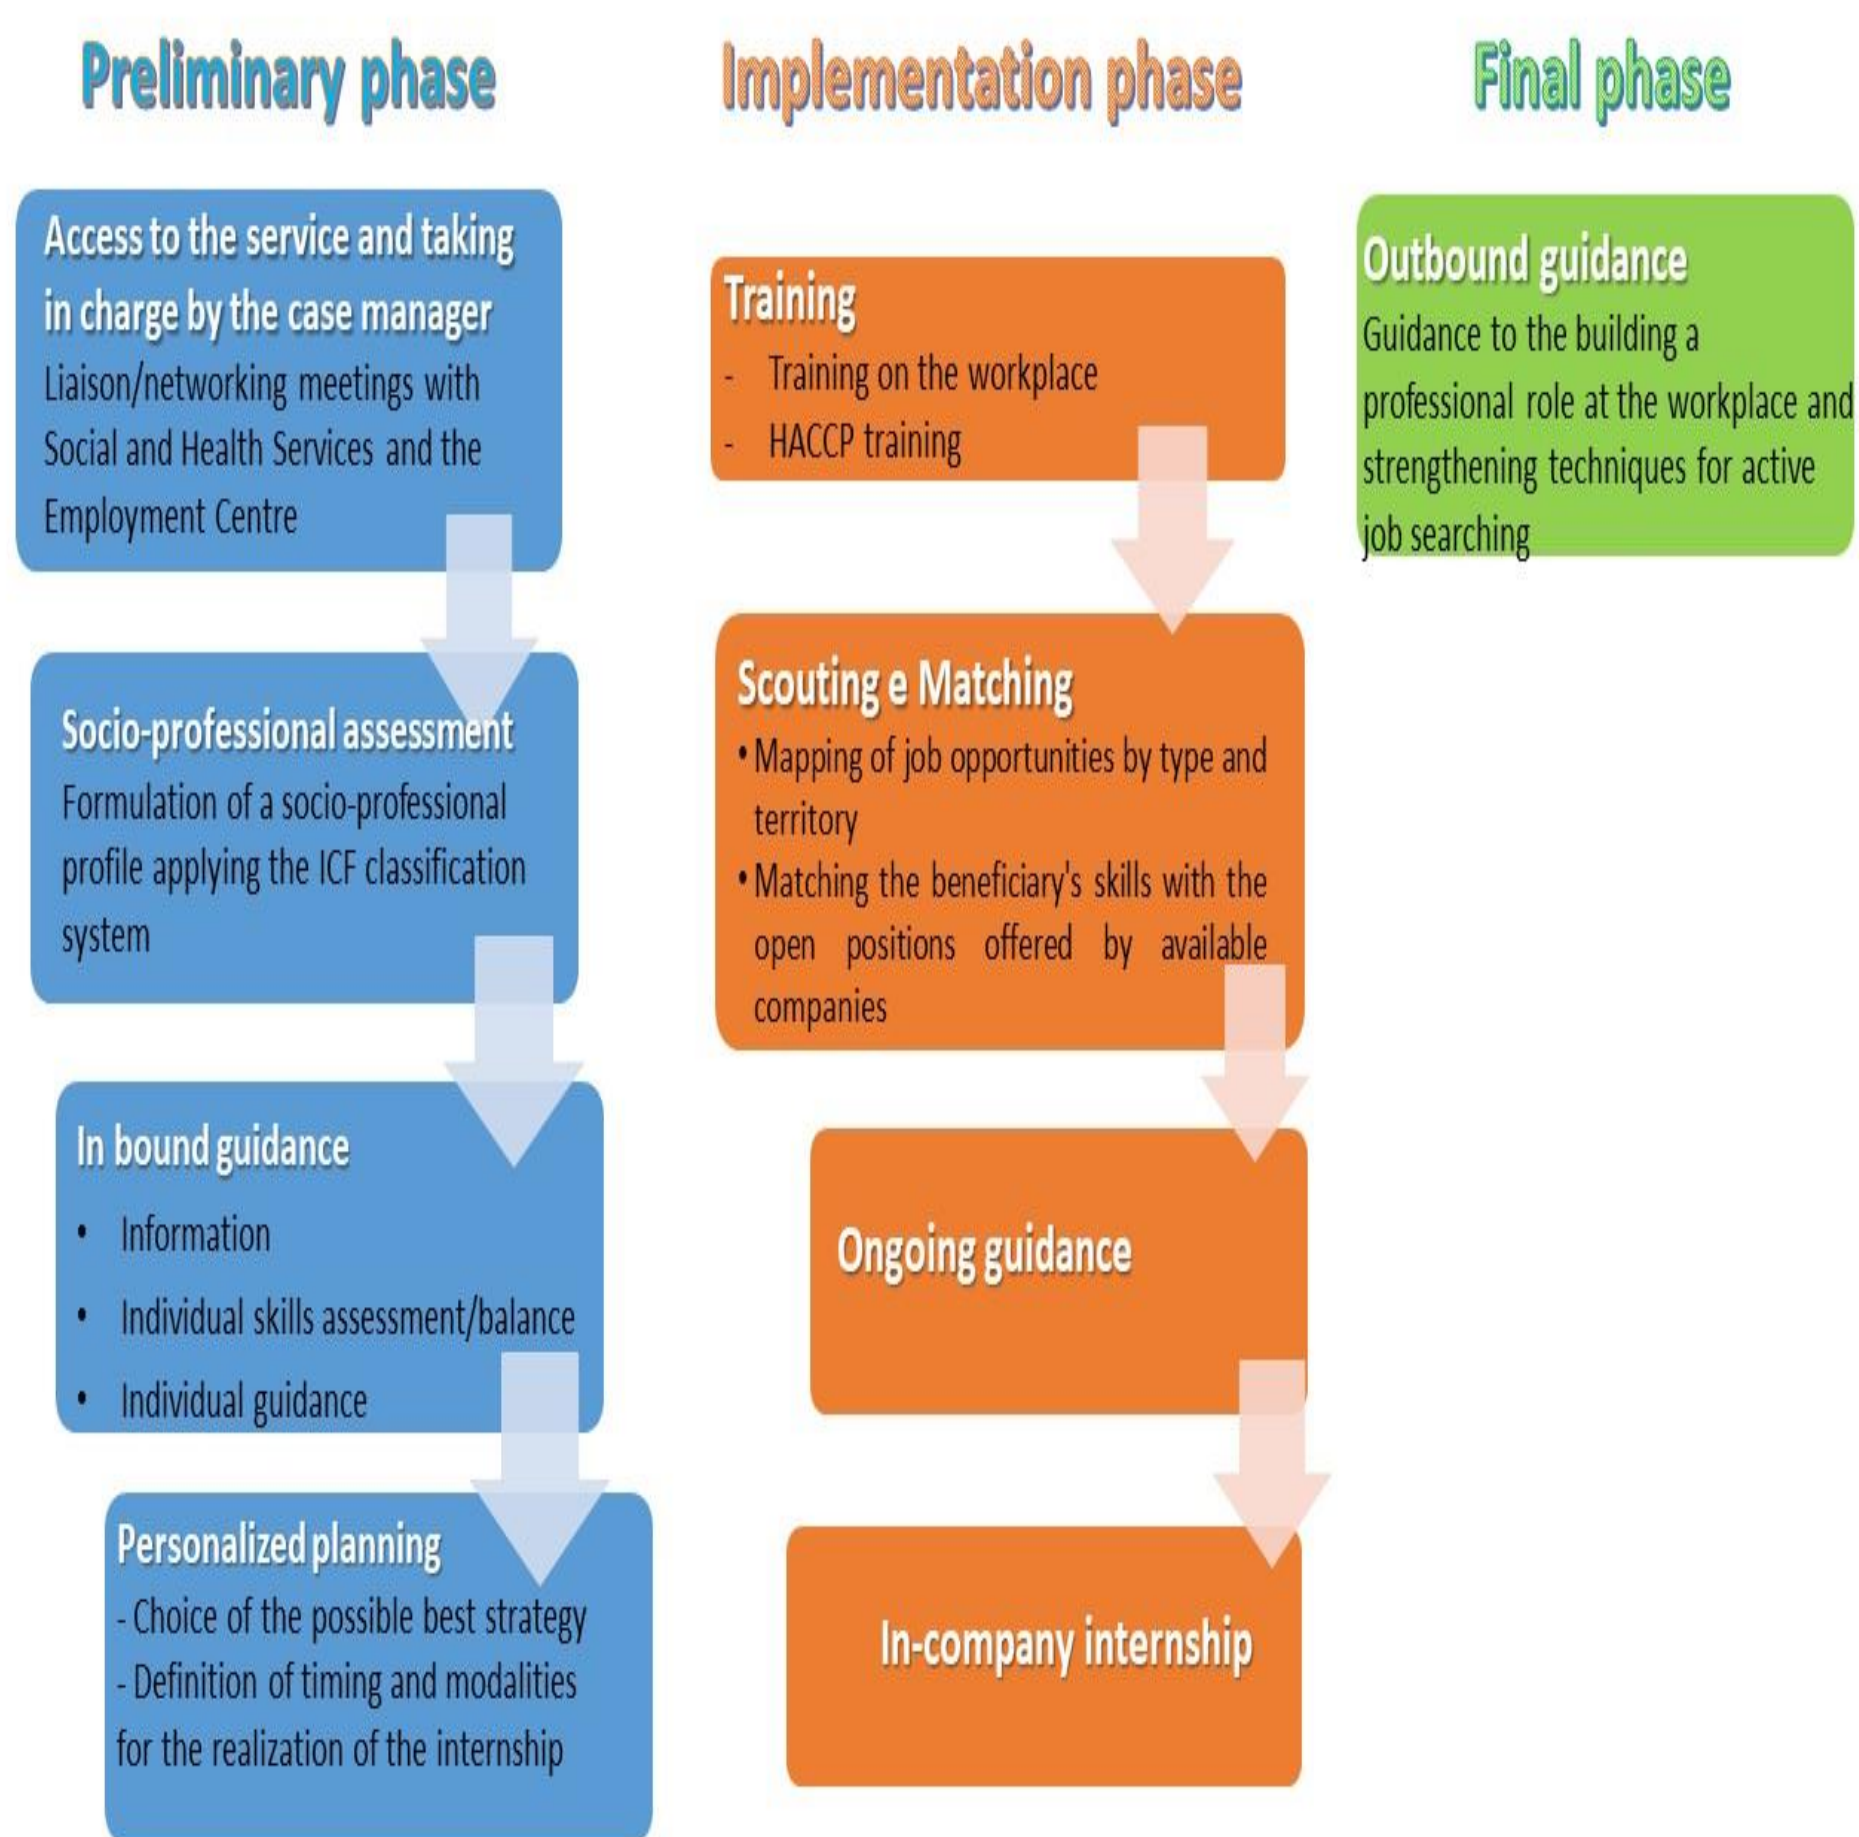 Preliminary phase
Access to the service and taking
in charge by the case manager
Liaison/networking meetings with
Social and Health Services and the
Employment Centre
Socio-professional assessment
Formulation of a socio-professional
profile applying the ICF classification
system
In bound guidance
• Information
• Individual skills assessment/balance
• Individual guidance
Personalized planning
- Choice of the possible best strategy
- Definition of timing and modalities
for the realization of the internship
Implementation phase
Training
- Training on the workplace
- HACCP training
Scouting e Matching
• Mapping of job opportunities by type and
territory
• Matching the beneficiary's skills with the
open positions offered by available
companies
Ongoing guidance
In-company internship
Final phase
Outbound guidance
Guidance to the building a
professional role at the workplace and
strengthening techniques for active
job searching